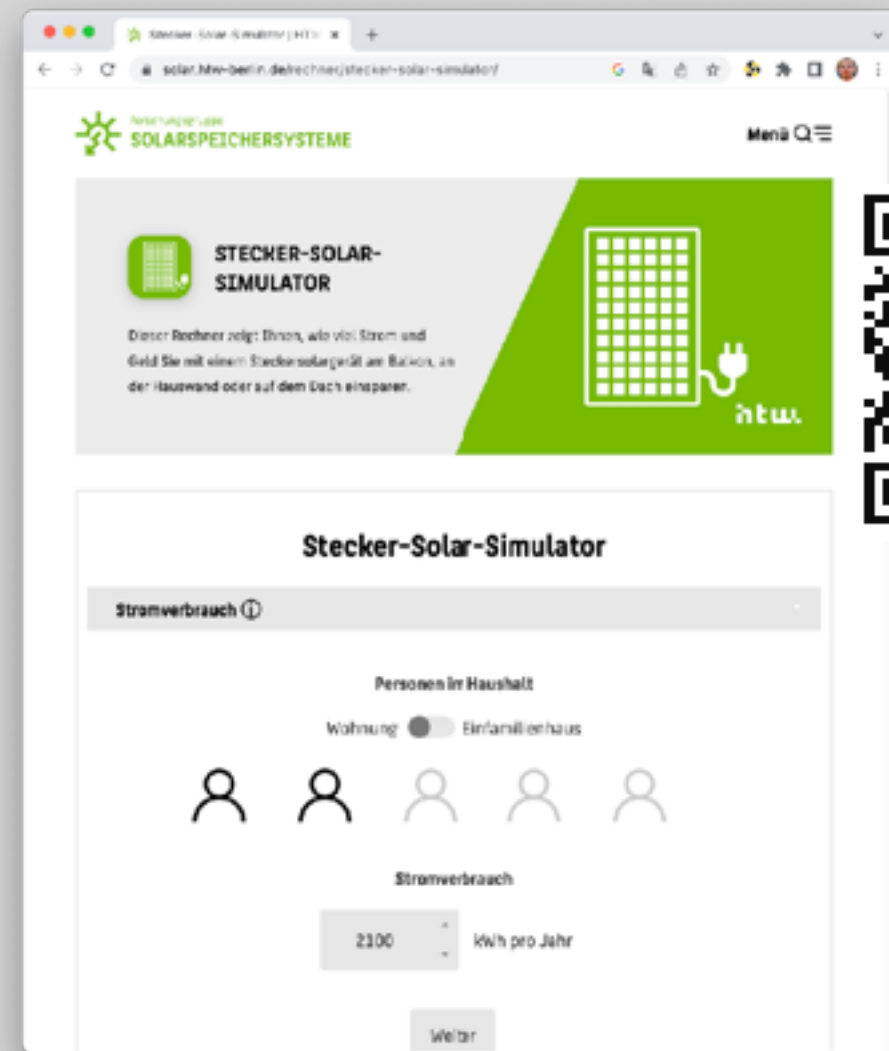 Stecker-Solar-Simulator | HT
solar.htw-berlin.de/rechner/stecker-solar-simulator/
Forschungsgruppe
SOLARSPEICHERSYSTEME
Menü
STECKER-SOLAR-
SIMULATOR
Dieser Rechner zeigt Ihnen, wie viel Strom und
Geld Sie mit einem Steckersolargerät am Balkon, an
der Hauswand oder auf dem Dach einsparen.
htw.
Stecker-Solar-Simulator
Stromverbrauch
Personen im Haushalt
Wohnung Einfamilienhaus
Stromverbrauch
2100 kWh pro Jahr
Weiter